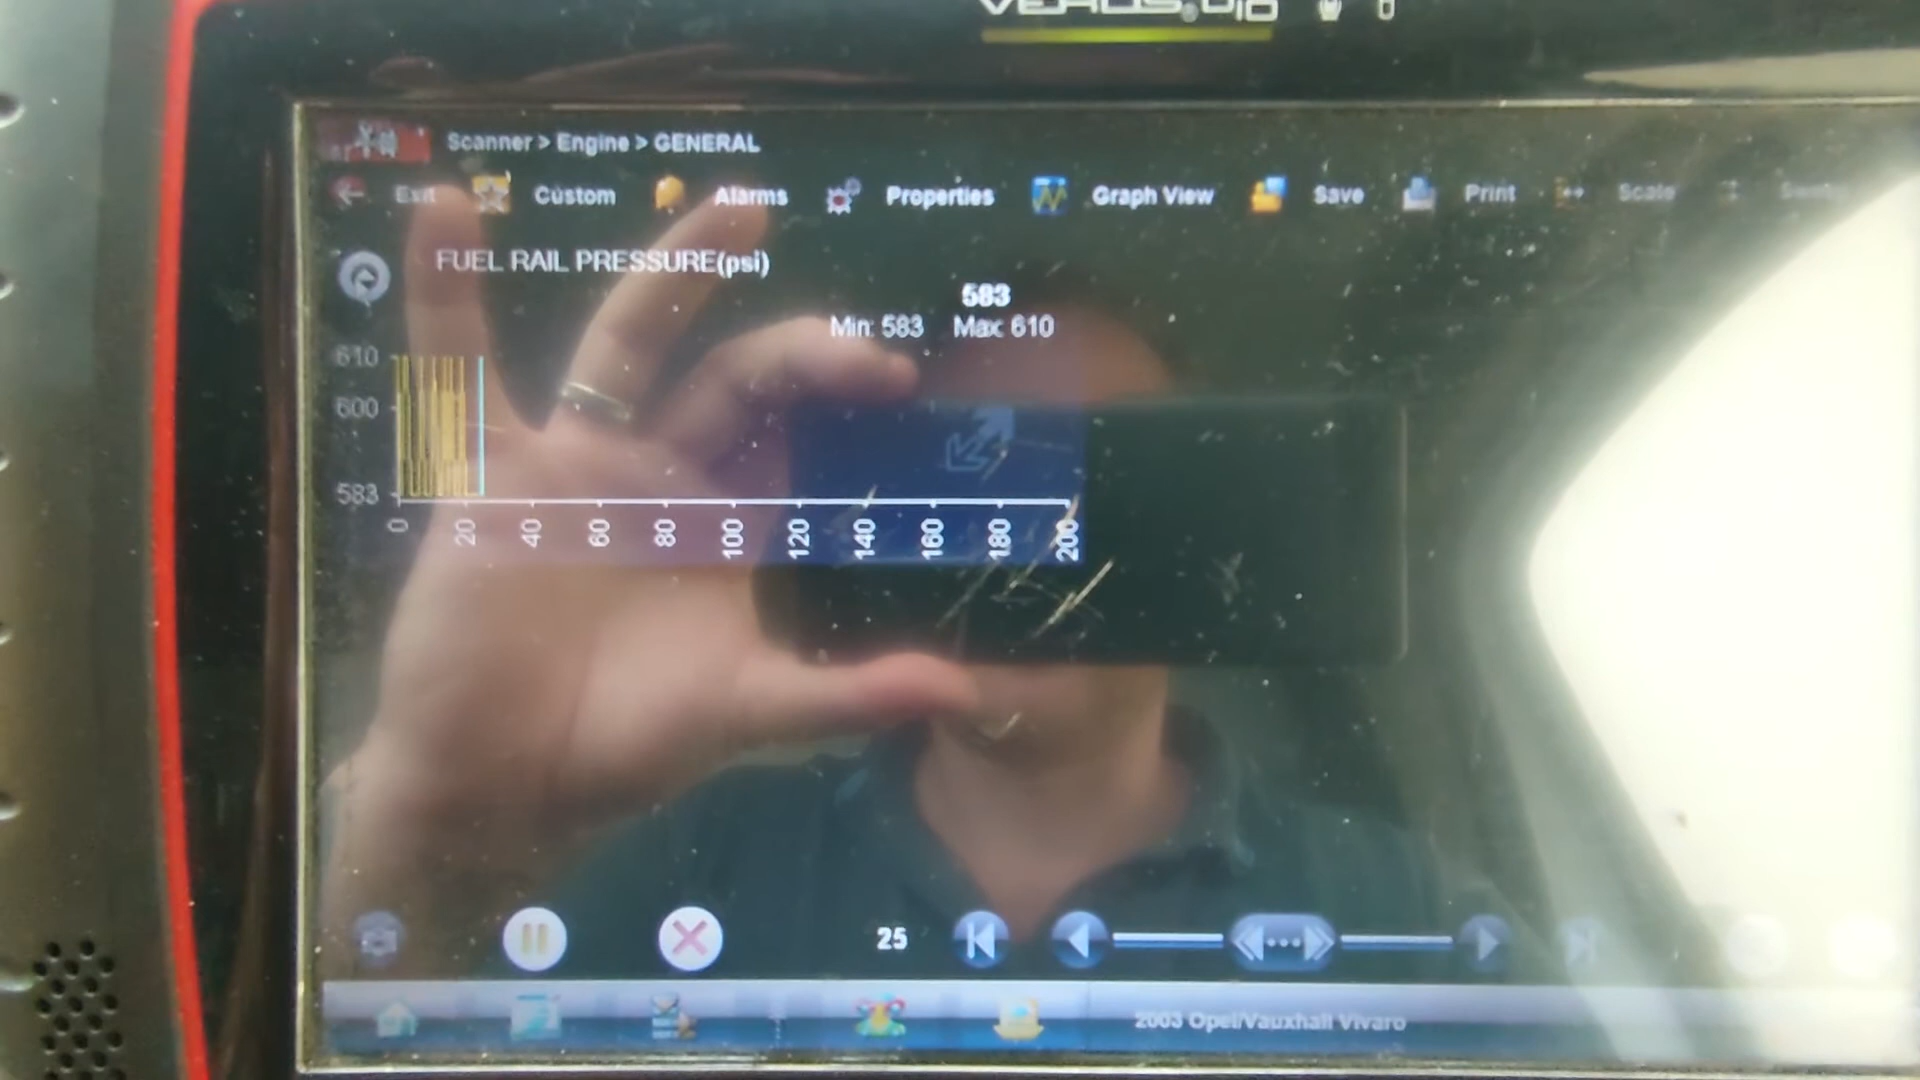 VERUS PRO
Scanner > Engine > GENERAL
Exit Custom Alarms Properties Graph View Save Print Scale
FUEL RAIL PRESSURE(psi)
583
Min: 583 Max: 610
610
600
583
0 20 40 60 80 100 120 140 160 180 200
25
2003 Opel/Vauxhall Vivaro